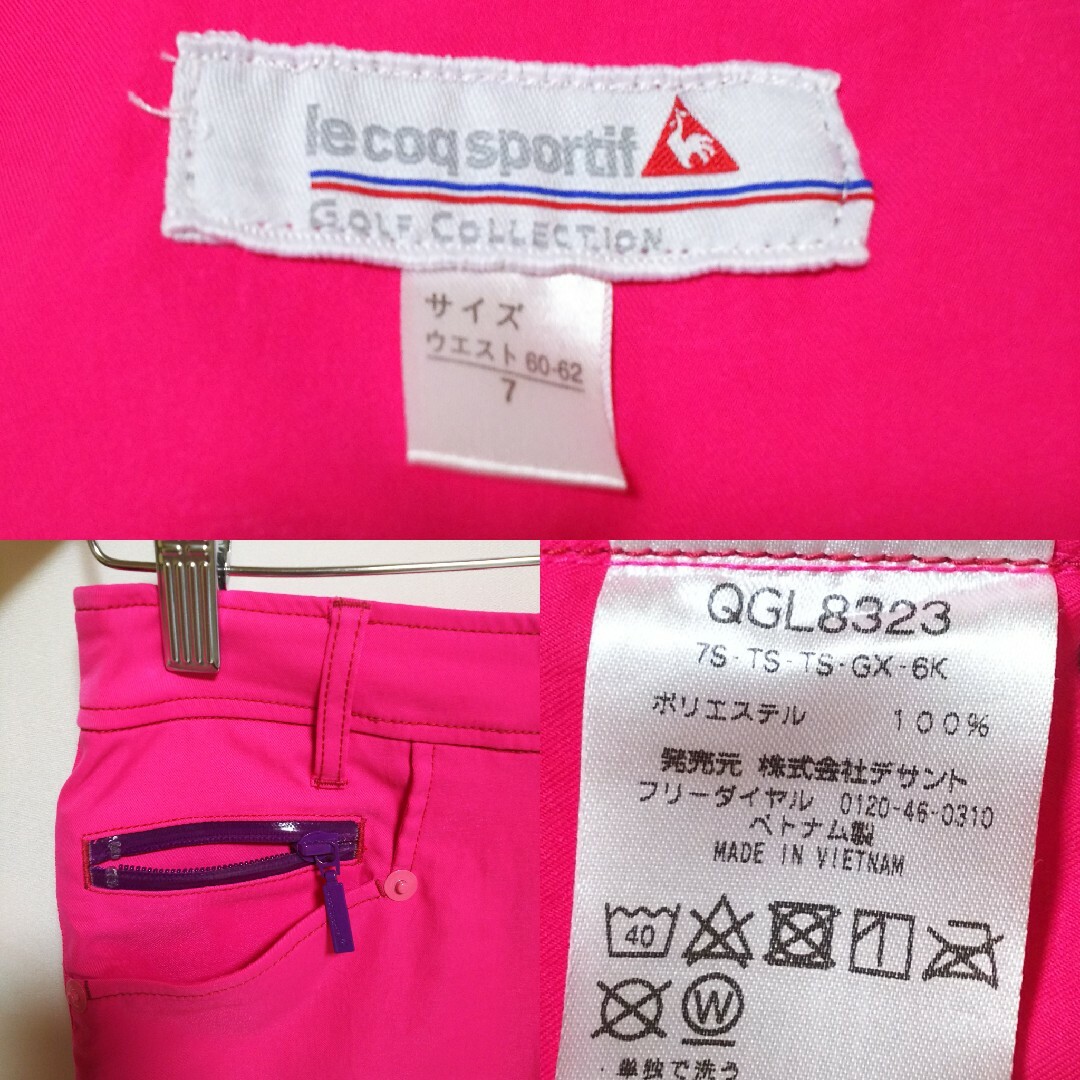 le coq sportif
GOLF COLLECTION
サイズ
ウエスト 60-62
7
QGL8323
7S-TS-TS-GX-6K
ポリエステル 100%
発売元 株式会社デサント
フリーダイヤル 0120-46-0310
ベトナム製
MADE IN VIETNAM
40
W
・単独で洗う